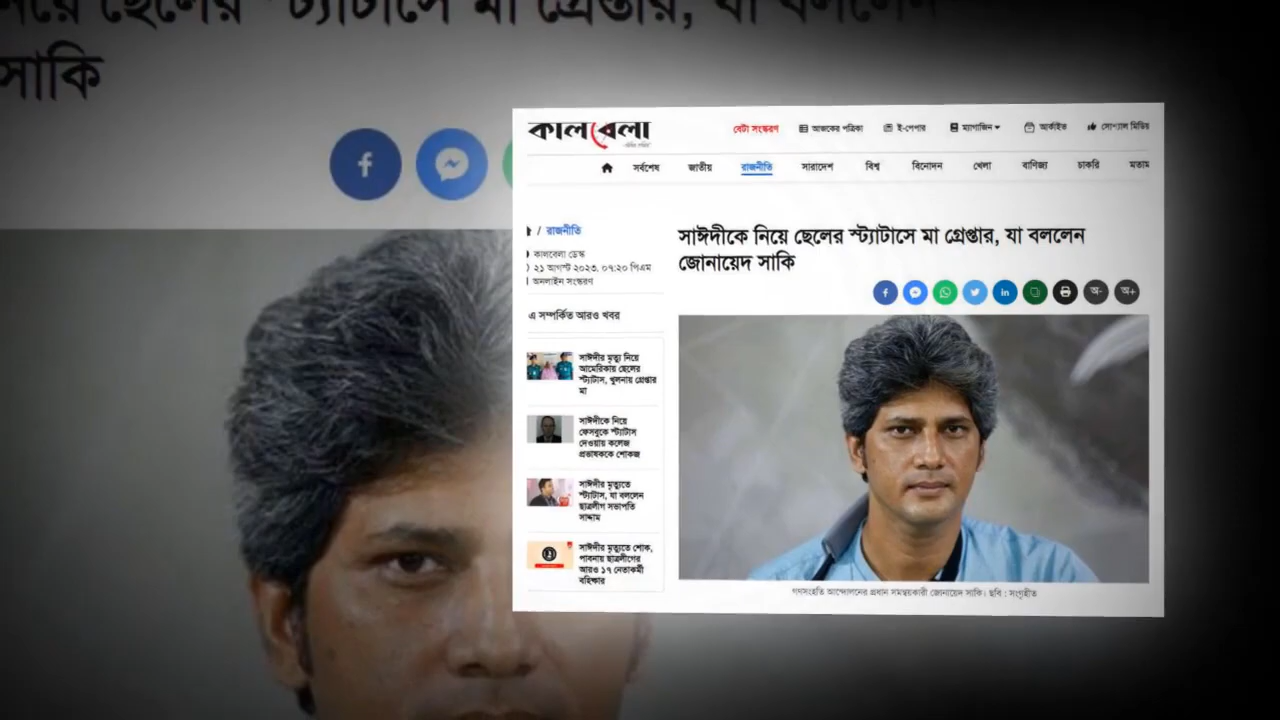 সাকি
কালবেলা
বেটা সংস্করণ আজকের পত্রিকা ই-পেপার ম্যাগাজিন আর্কাইভ সোশ্যাল মিডিয়া
সর্বশেষ জাতীয় রাজনীতি সারাদেশ বিশ্ব বিনোদন খেলা বাণিজ্য চাকরি মতাম
/ রাজনীতি
কালবেলা ডেস্ক
২১ আগস্ট ২০২৩, ০৭:২০ পিএম
অনলাইন সংস্করণ
এ সম্পর্কিত আরও খবর
সাঈদীর মৃত্যু নিয়ে
আমেরিকায় ছেলের
স্ট্যাটাস, খুলনায় গ্রেপ্তার
মা
সাঈদীকে নিয়ে
ফেসবুকে স্ট্যাটাস
দেওয়ায় কলেজ
প্রভাষককে শোকজ
সাঈদীর মৃত্যুতে
স্ট্যাটাস, যা বললেন
ছাত্রলীগ সভাপতি
সাদ্দাম
সাঈদীর মৃত্যুতে শোক,
পাবনায় ছাত্রলীগের
আরও ১৭ নেতাকর্মী
বহিষ্কার
সাঈদীকে নিয়ে ছেলের স্ট্যাটাসে মা গ্রেপ্তার, যা বললেন
জোনায়েদ সাকি
অ- অ+
গণসংহতি আন্দোলনের প্রধান সমন্বয়কারী জোনায়েদ সাকি। ছবি : সংগৃহীত